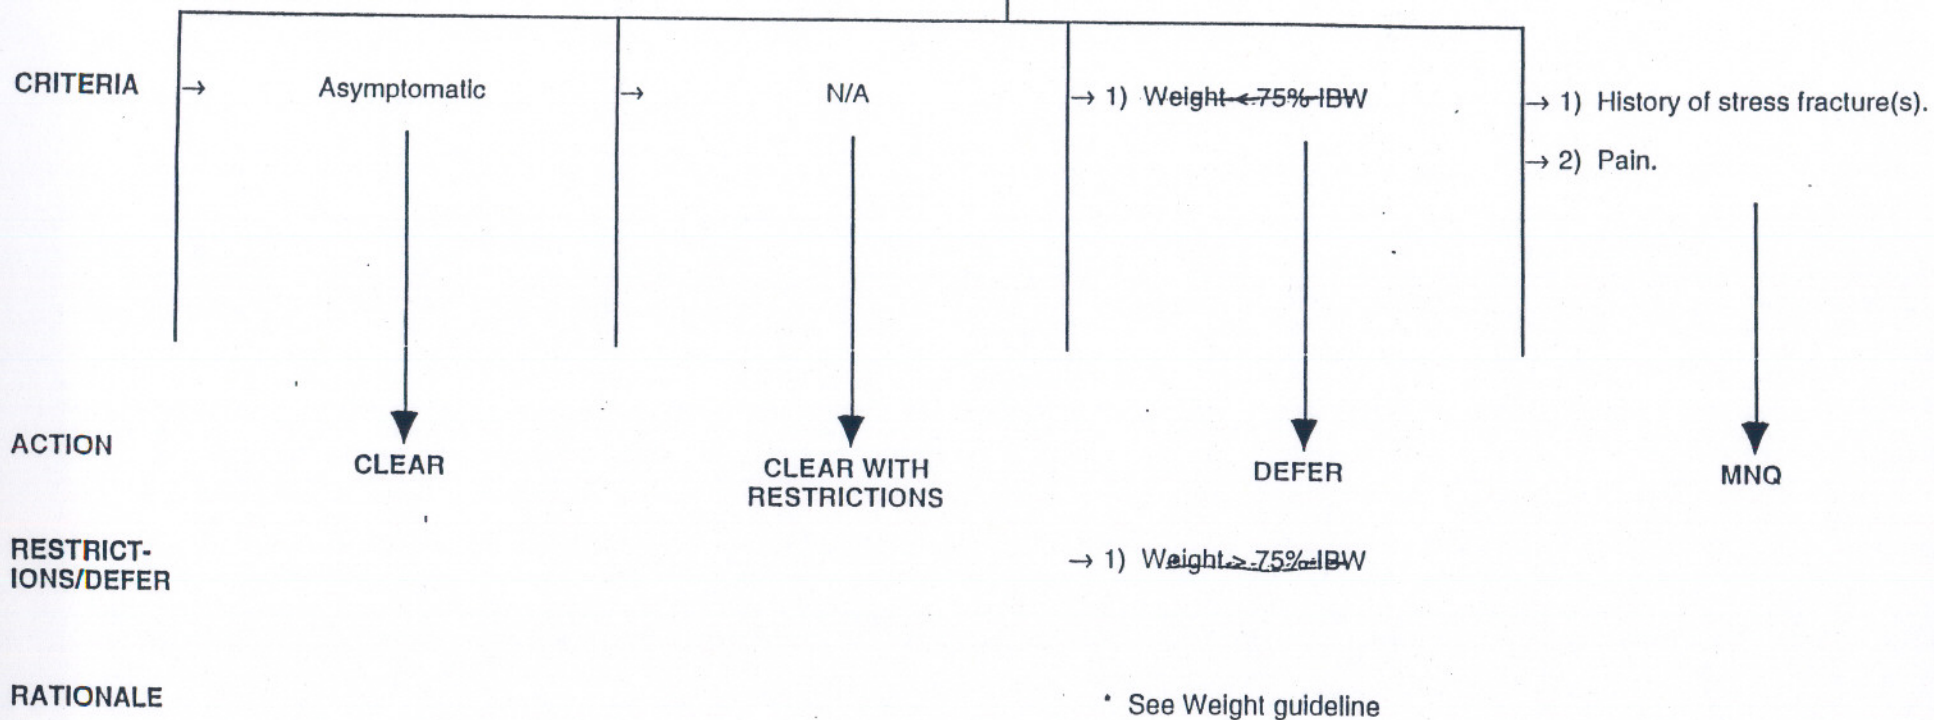 CRITERIA → Asymptomatic → N/A → 1) Weight < 75% IBW → 1) History of stress fracture(s).
→ 2) Pain.
ACTION CLEAR CLEAR WITH RESTRICTIONS DEFER MNQ
RESTRICT-
IONS/DEFER → 1) Weight > 75% IBW
RATIONALE * See Weight guideline